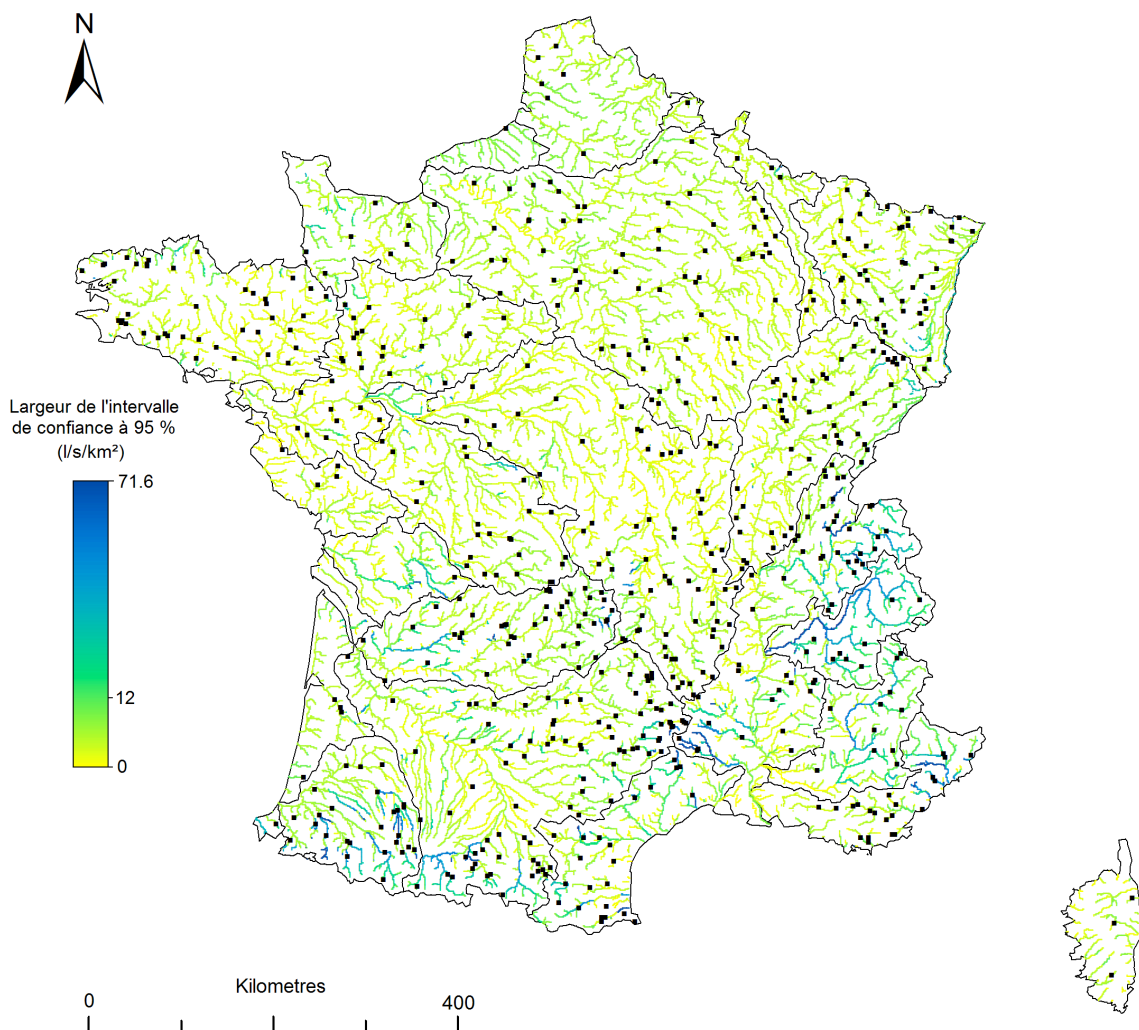 N
Largeur de l'intervalle
de confiance à 95 %
(l/s/km²)
71.6
12
0
Kilometres
0
400